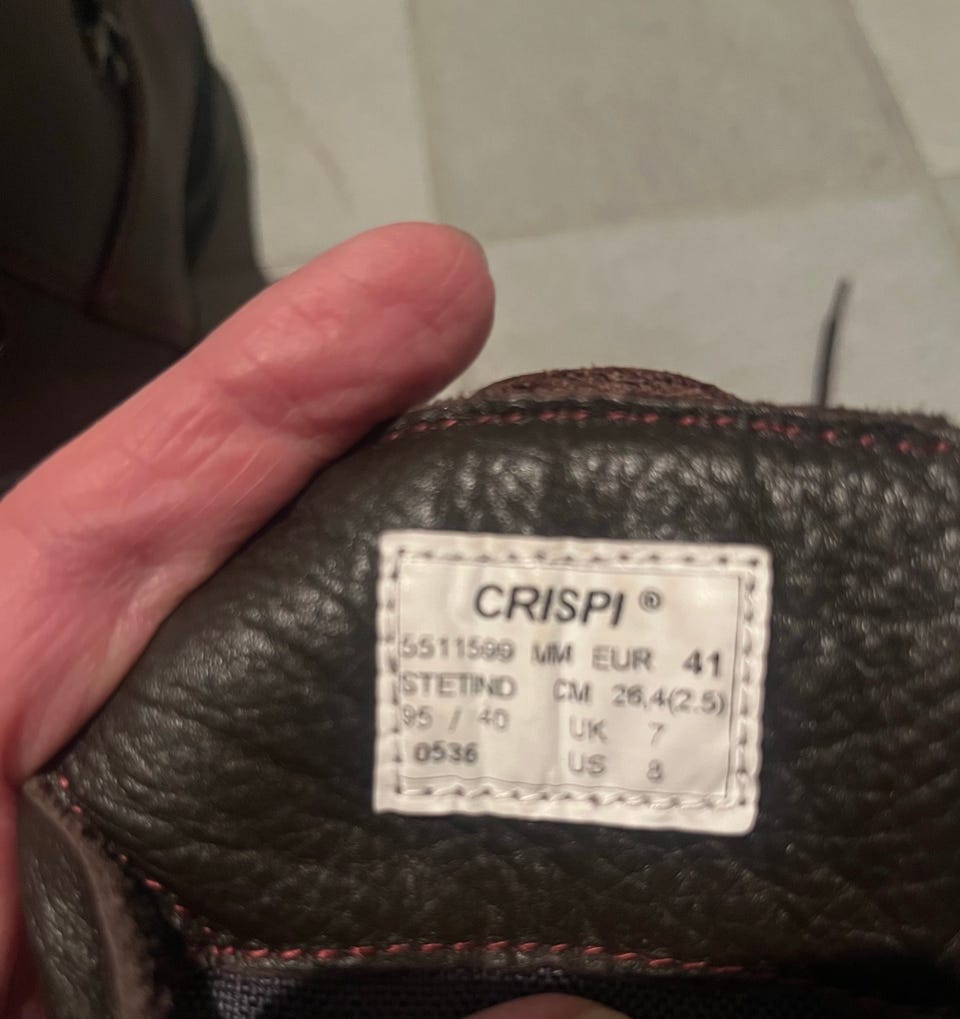 CRISPI ®
5511599 MM EUR 41
STETIND CM 26,4(2.5)
95 / 40 UK 7
0536 US 8